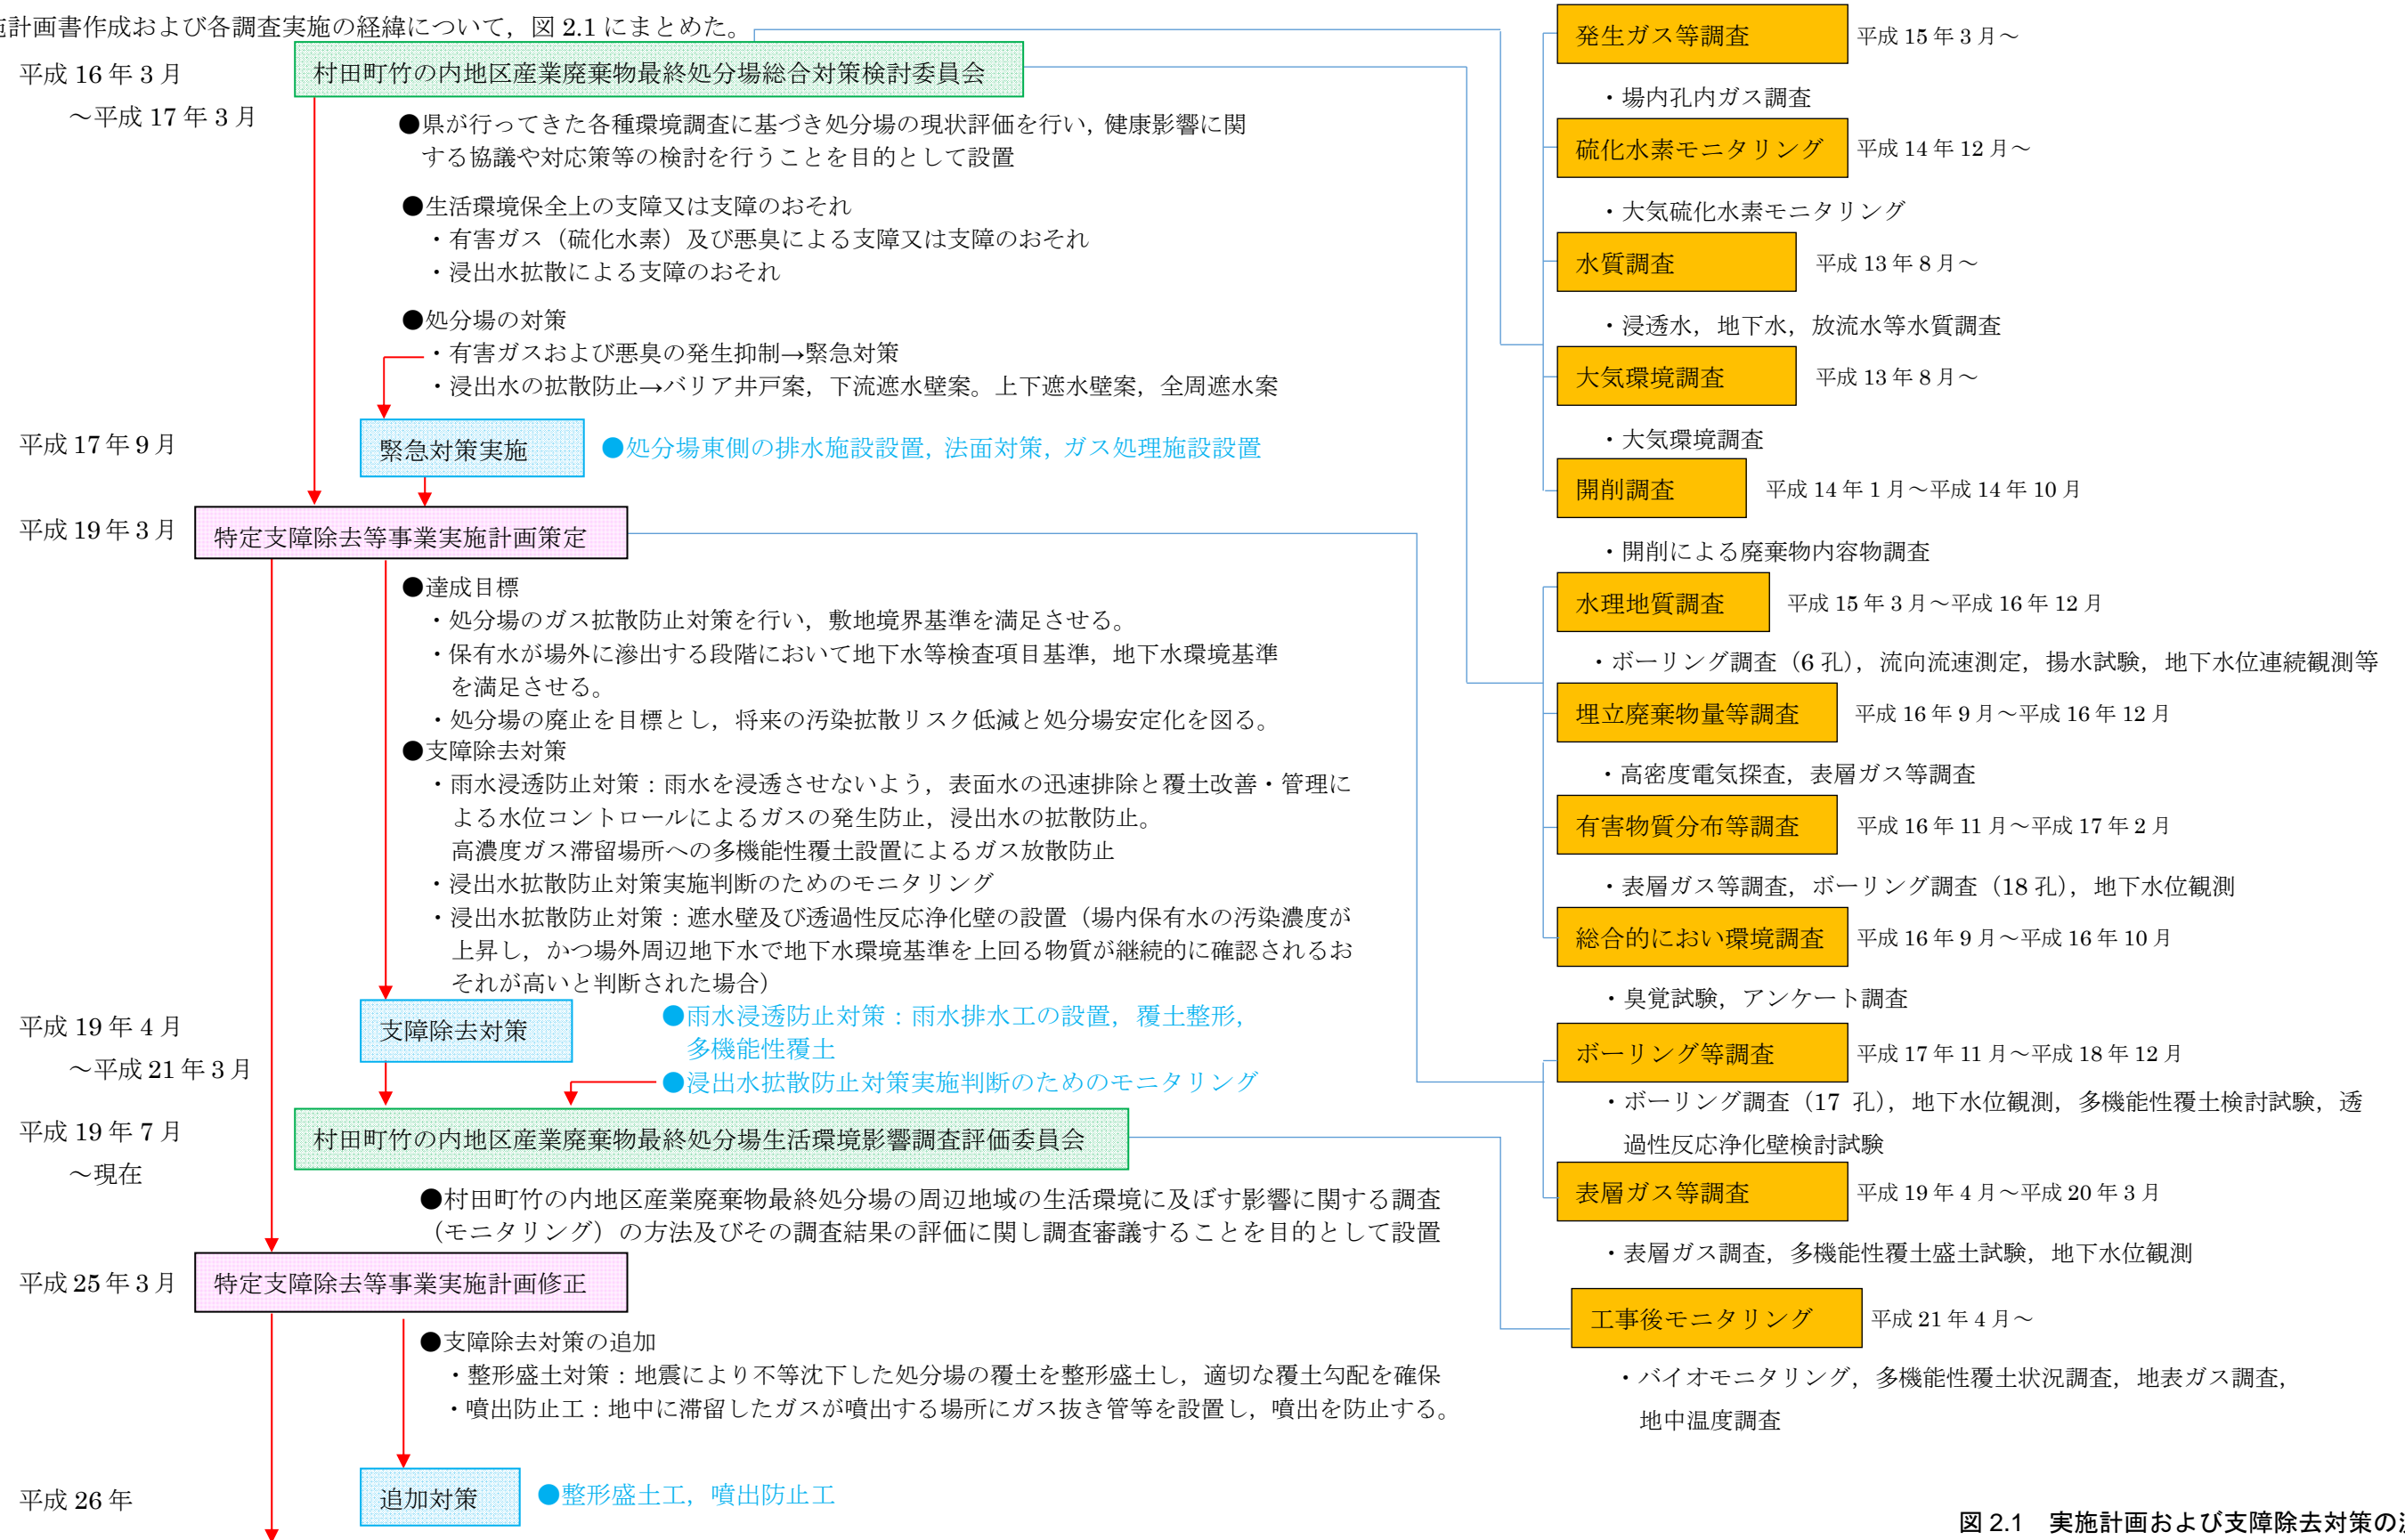 施計画書作成および各調査実施の経緯について，図 2.1 にまとめた。
平成 16 年 3 月
～平成 17 年 3 月
村田町竹の内地区産業廃棄物最終処分場総合対策検討委員会
●県が行ってきた各種環境調査に基づき処分場の現状評価を行い，健康影響に関
する協議や対応策等の検討を行うことを目的として設置
●生活環境保全上の支障又は支障のおそれ
・有害ガス（硫化水素）及び悪臭による支障又は支障のおそれ
・浸出水拡散による支障のおそれ
●処分場の対策
・有害ガスおよび悪臭の発生抑制→緊急対策
・浸出水の拡散防止→バリア井戸案，下流遮水壁案。上下遮水壁案，全周遮水案
平成 17 年 9 月
緊急対策実施
●処分場東側の排水施設設置，法面対策，ガス処理施設設置
平成 19 年 3 月
特定支障除去等事業実施計画策定
●達成目標
・処分場のガス拡散防止対策を行い，敷地境界基準を満足させる。
・保有水が場外に滲出する段階において地下水等検査項目基準，地下水環境基準
を満足させる。
・処分場の廃止を目標とし，将来の汚染拡散リスク低減と処分場安定化を図る。
●支障除去対策
・雨水浸透防止対策：雨水を浸透させないよう，表面水の迅速排除と覆土改善・管理に
よる水位コントロールによるガスの発生防止，浸出水の拡散防止。
高濃度ガス滞留場所への多機能性覆土設置によるガス放散防止
・浸出水拡散防止対策実施判断のためのモニタリング
・浸出水拡散防止対策：遮水壁及び透過性反応浄化壁の設置（場内保有水の汚染濃度が
上昇し，かつ場外周辺地下水で地下水環境基準を上回る物質が継続的に確認されるお
それが高いと判断された場合）
平成 19 年 4 月
～平成 21 年 3 月
支障除去対策
●雨水浸透防止対策：雨水排水工の設置，覆土整形，
多機能性覆土
●浸出水拡散防止対策実施判断のためのモニタリング
平成 19 年 7 月
～現在
村田町竹の内地区産業廃棄物最終処分場生活環境影響調査評価委員会
●村田町竹の内地区産業廃棄物最終処分場の周辺地域の生活環境に及ぼす影響に関する調査
（モニタリング）の方法及びその調査結果の評価に関し調査審議することを目的として設置
平成 25 年 3 月
特定支障除去等事業実施計画修正
●支障除去対策の追加
・整形盛土対策：地震により不等沈下した処分場の覆土を整形盛土し，適切な覆土勾配を確保
・噴出防止工：地中に滞留したガスが噴出する場所にガス抜き管等を設置し，噴出を防止する。
平成 26 年
追加対策
●整形盛土工，噴出防止工
発生ガス等調査 平成 15 年 3 月～
・場内孔内ガス調査
硫化水素モニタリング 平成 14 年 12 月～
・大気硫化水素モニタリング
水質調査 平成 13 年 8 月～
・浸透水，地下水，放流水等水質調査
大気環境調査 平成 13 年 8 月～
・大気環境調査
開削調査 平成 14 年 1 月～平成 14 年 10 月
・開削による廃棄物内容物調査
水理地質調査 平成 15 年 3 月～平成 16 年 12 月
・ボーリング調査（6 孔），流向流速測定，揚水試験，地下水位連続観測等
埋立廃棄物量等調査 平成 16 年 9 月～平成 16 年 12 月
・高密度電気探査，表層ガス等調査
有害物質分布等調査 平成 16 年 11 月～平成 17 年 2 月
・表層ガス等調査，ボーリング調査（18 孔），地下水位観測
総合的におい環境調査 平成 16 年 9 月～平成 16 年 10 月
・臭覚試験，アンケート調査
ボーリング等調査 平成 17 年 11 月～平成 18 年 12 月
・ボーリング調査（17 孔），地下水位観測，多機能性覆土検討試験，透
過性反応浄化壁検討試験
表層ガス等調査 平成 19 年 4 月～平成 20 年 3 月
・表層ガス調査，多機能性覆土盛土試験，地下水位観測
工事後モニタリング 平成 21 年 4 月～
・バイオモニタリング，多機能性覆土状況調査，地表ガス調査，
地中温度調査
図 2.1 実施計画および支障除去対策の